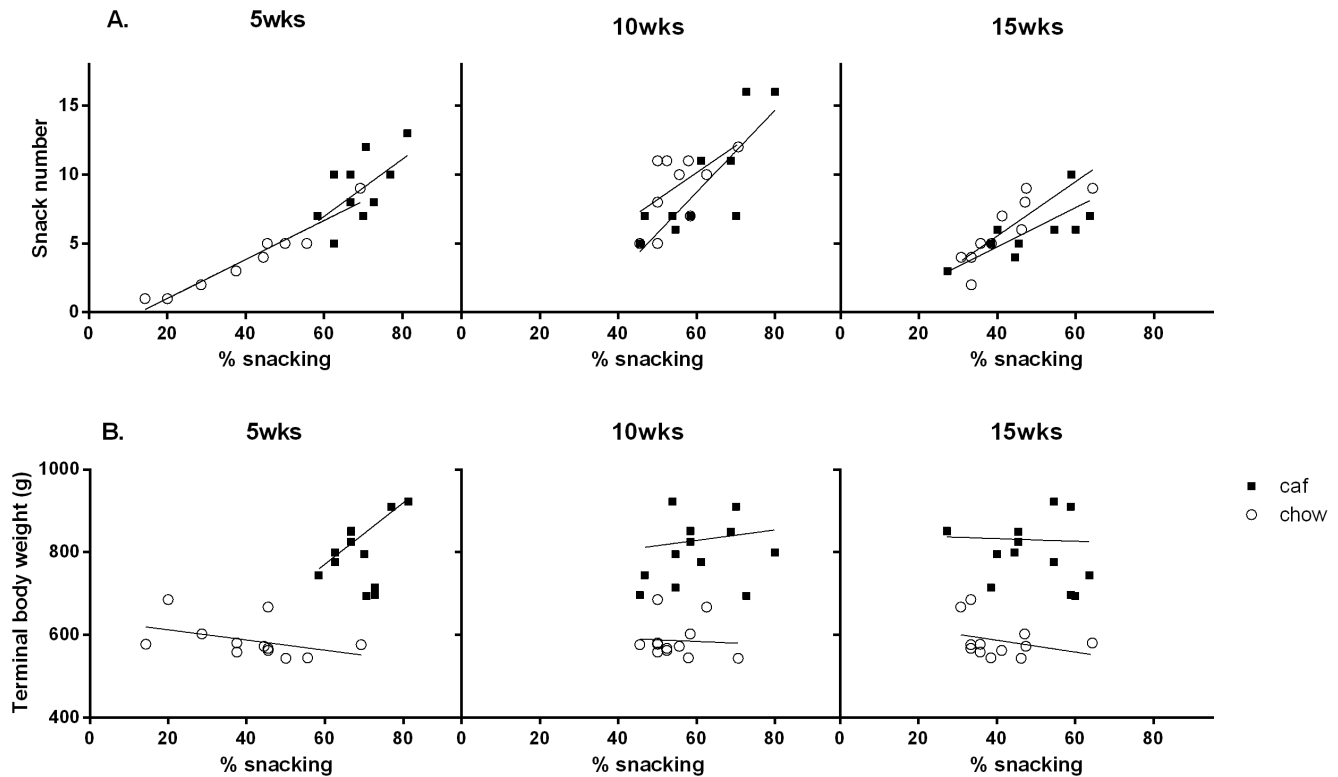 A.
5wks
10wks
15wks
Snack number
15
10
5
0
0 20 40 60 80
0 20 40 60 80
0 20 40 60 80
% snacking
% snacking
% snacking
B.
5wks
10wks
15wks
Terminal body weight (g)
1000
800
600
400
caf
chow
0 20 40 60 80
0 20 40 60 80
0 20 40 60 80
% snacking
% snacking
% snacking